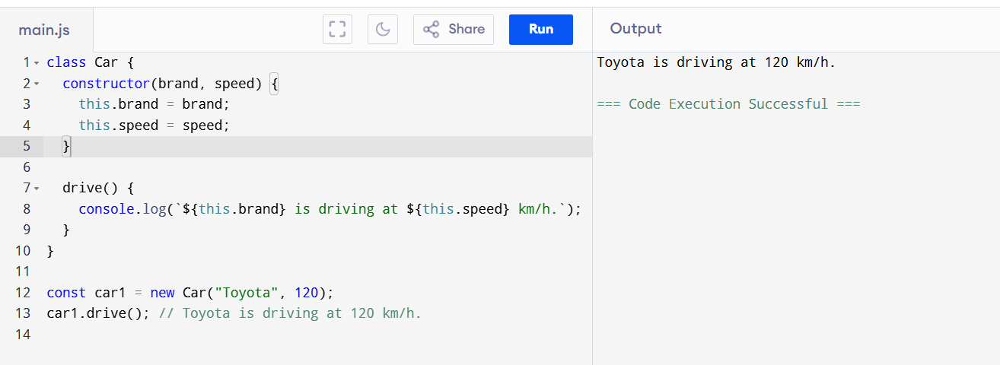 main.js Share Run Output
1 class Car {
2   constructor(brand, speed) {
3     this.brand = brand;
4     this.speed = speed;
5   }
6
7   drive() {
8     console.log(`${this.brand} is driving at ${this.speed} km/h.`);
9   }
10 }
11
12 const car1 = new Car("Toyota", 120);
13 car1.drive(); // Toyota is driving at 120 km/h.
14
Toyota is driving at 120 km/h.
=== Code Execution Successful ===